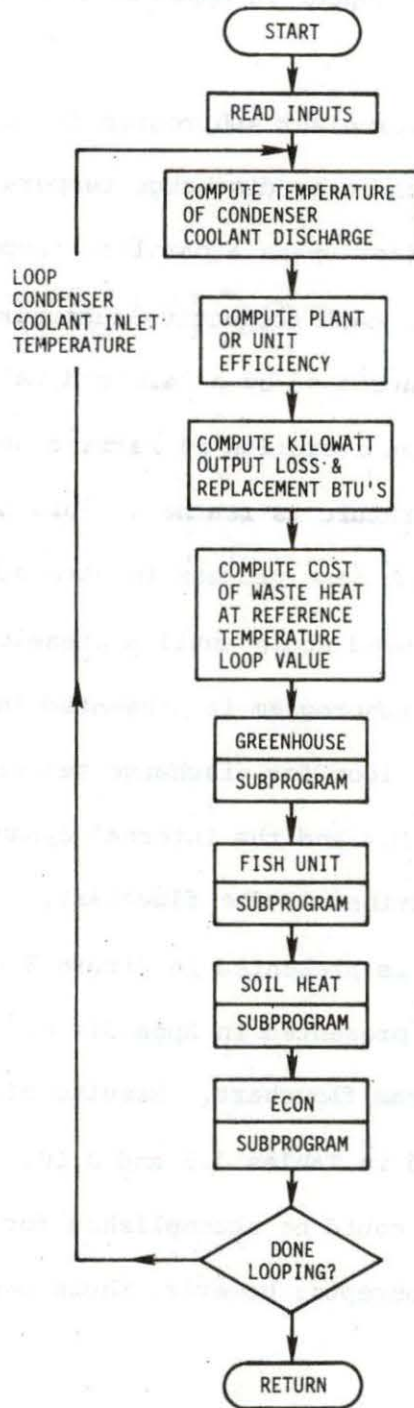 START
READ INPUTS
COMPUTE TEMPERATURE
OF CONDENSER
COOLANT DISCHARGE
LOOP
CONDENSER
COOLANT INLET
TEMPERATURE
COMPUTE PLANT
OR UNIT
EFFICIENCY
COMPUTE KILOWATT
OUTPUT LOSS &
REPLACEMENT BTU'S
COMPUTE COST
OF WASTE HEAT
AT REFERENCE
TEMPERATURE
LOOP VALUE
GREENHOUSE
SUBPROGRAM
FISH UNIT
SUBPROGRAM
SOIL HEAT
SUBPROGRAM
ECON
SUBPROGRAM
DONE
LOOPING?
RETURN